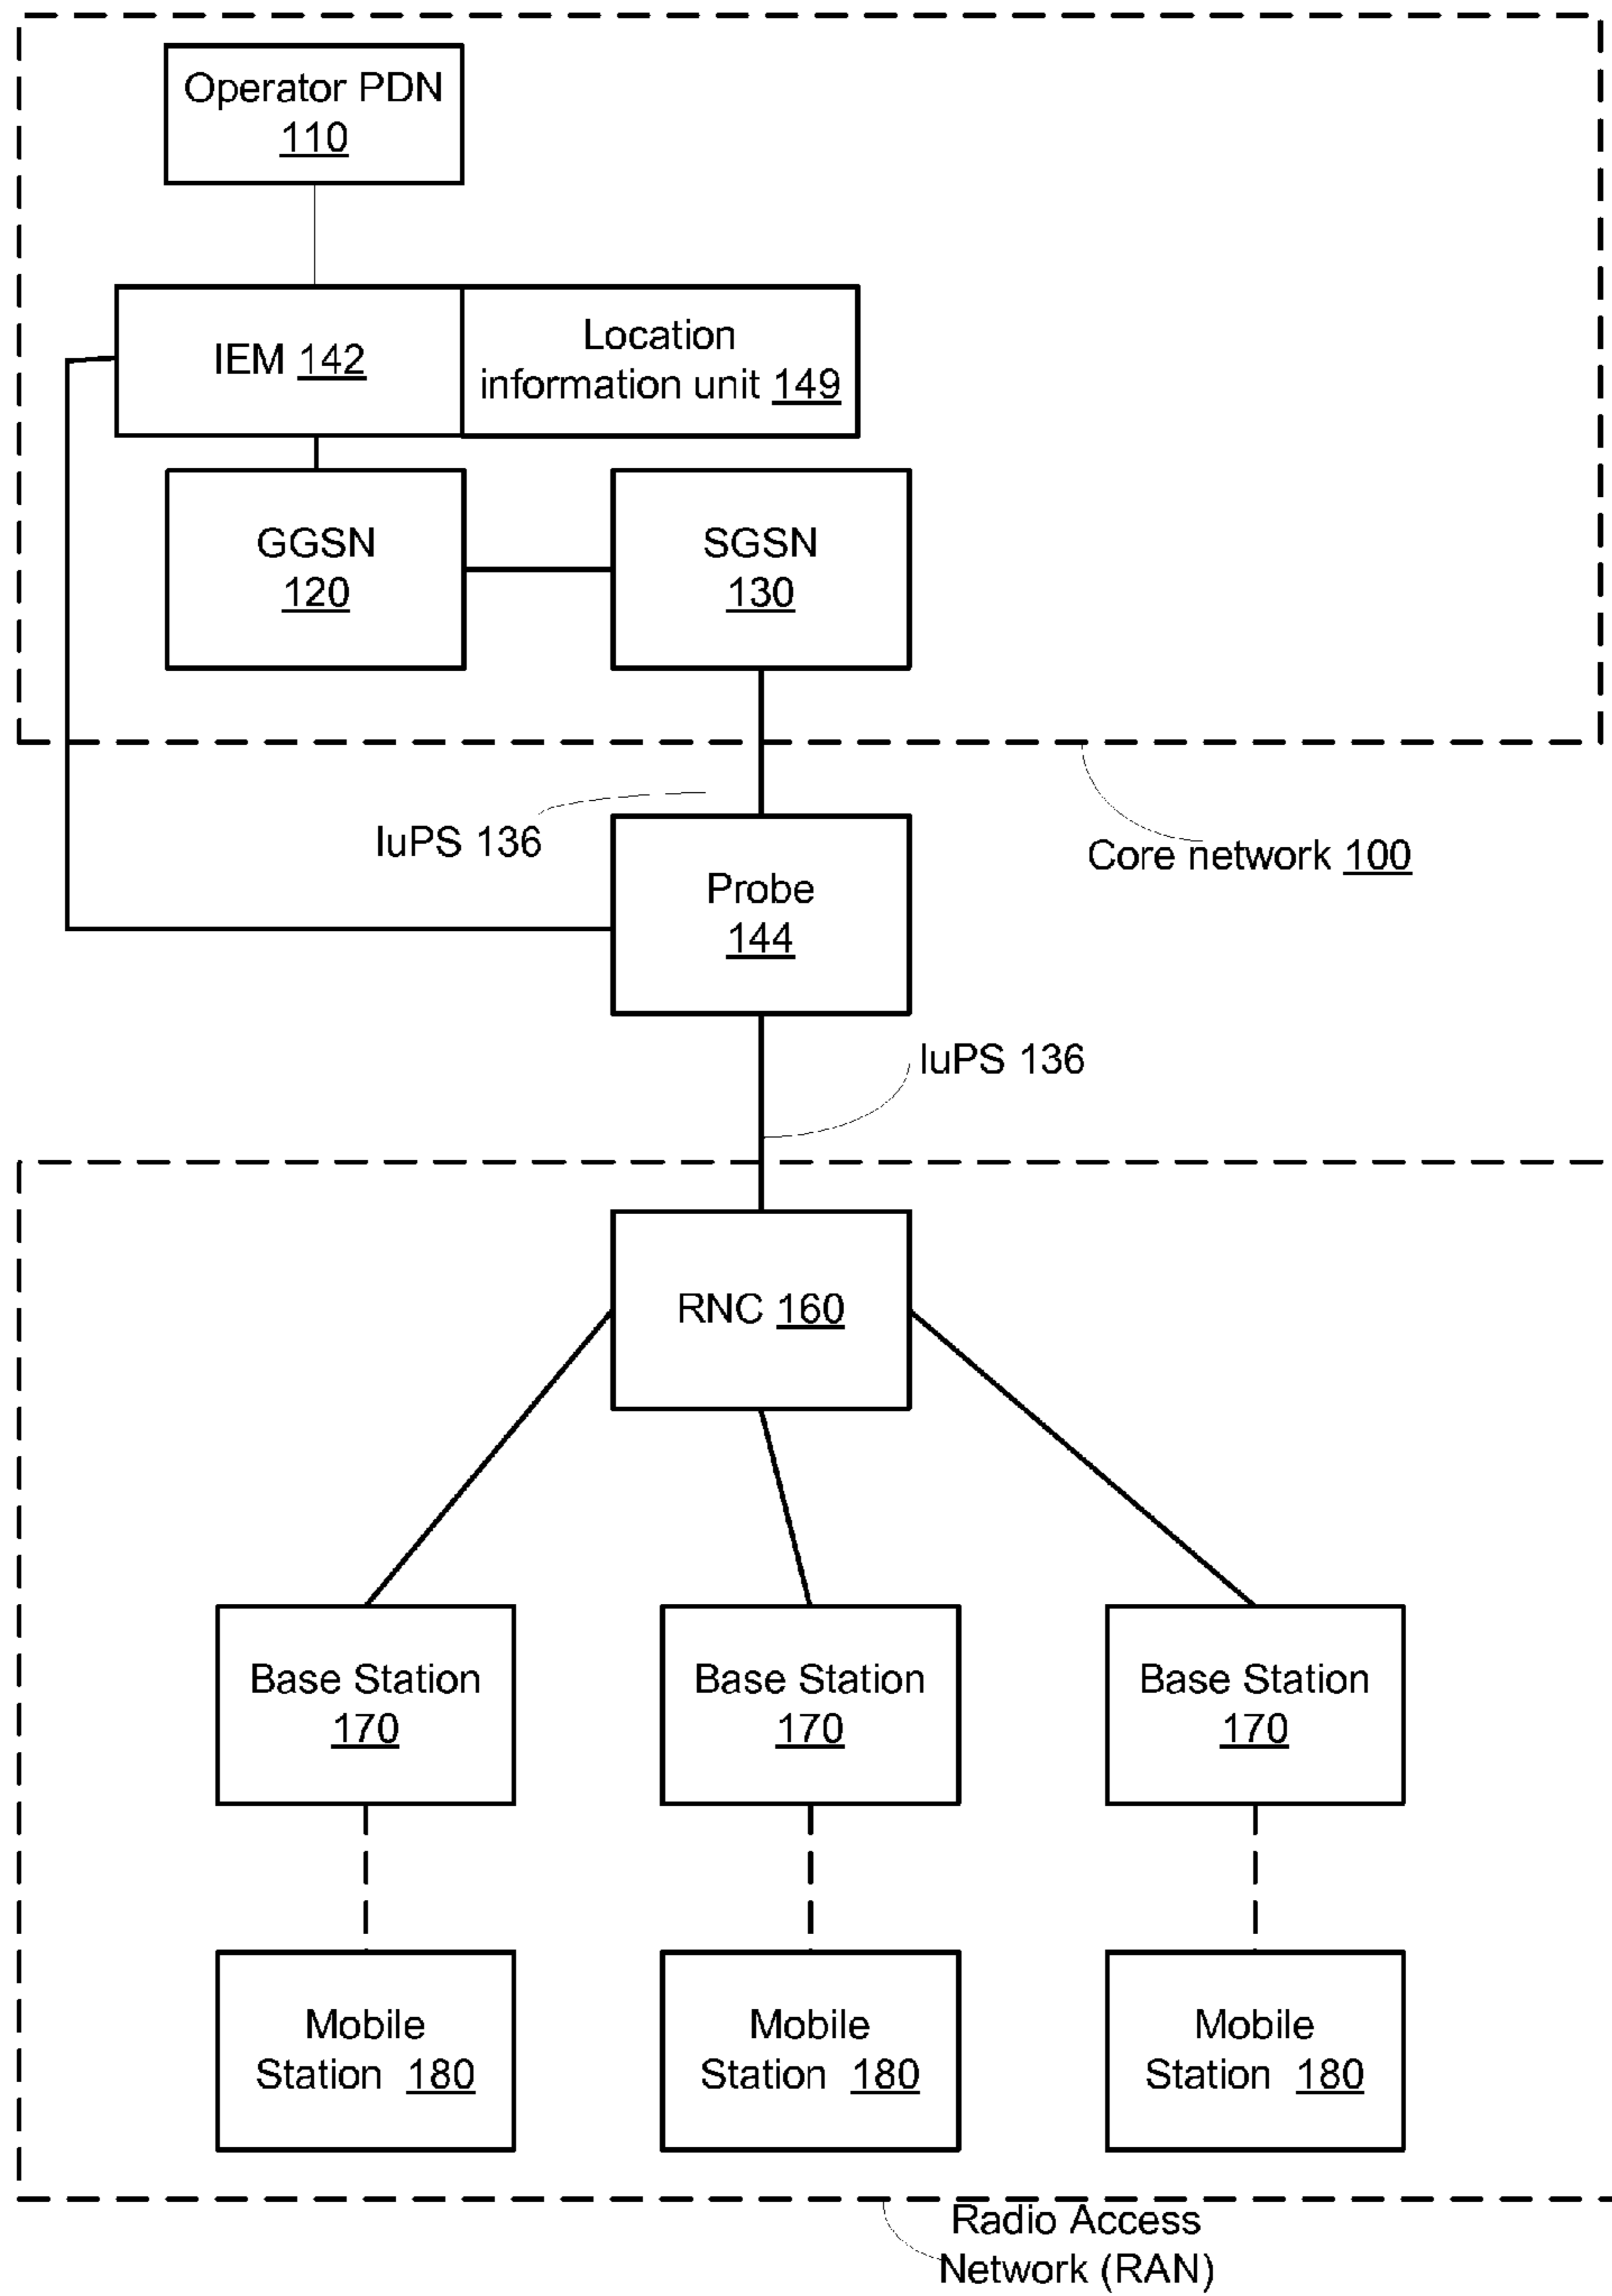 Operator PDN
110
IEM 142
Location
information unit 149
GGSN
120
SGSN
130
IuPS 136
Core network 100
Probe
144
IuPS 136
RNC 160
Base Station
170
Base Station
170
Base Station
170
Mobile
Station 180
Mobile
Station 180
Mobile
Station 180
Radio Access
Network (RAN)